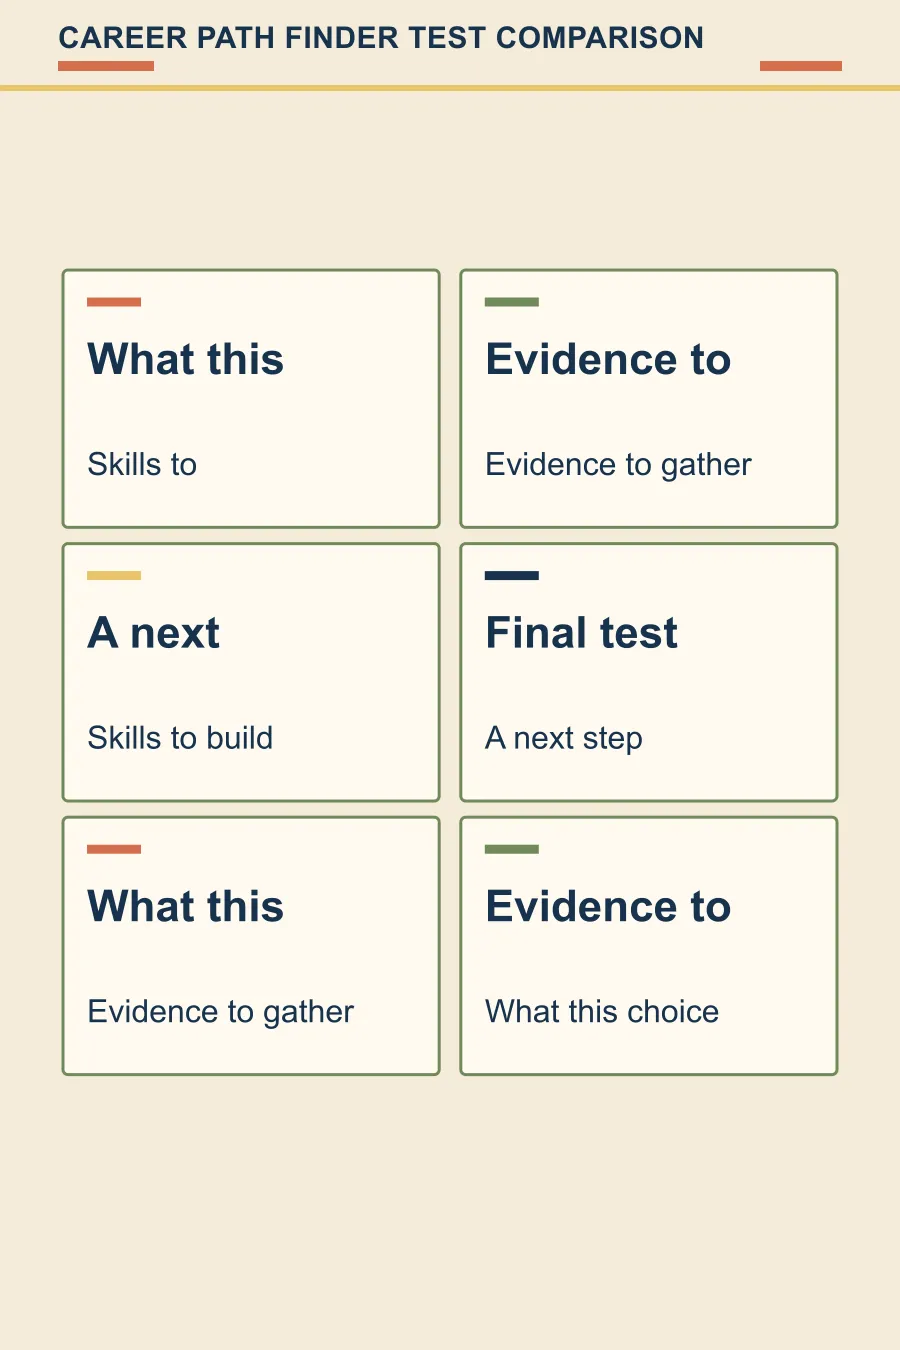 CAREER PATH FINDER TEST COMPARISON
What this
Skills to
Evidence to
Evidence to gather
A next
Skills to build
Final test
A next step
What this
Evidence to gather
Evidence to
What this choice